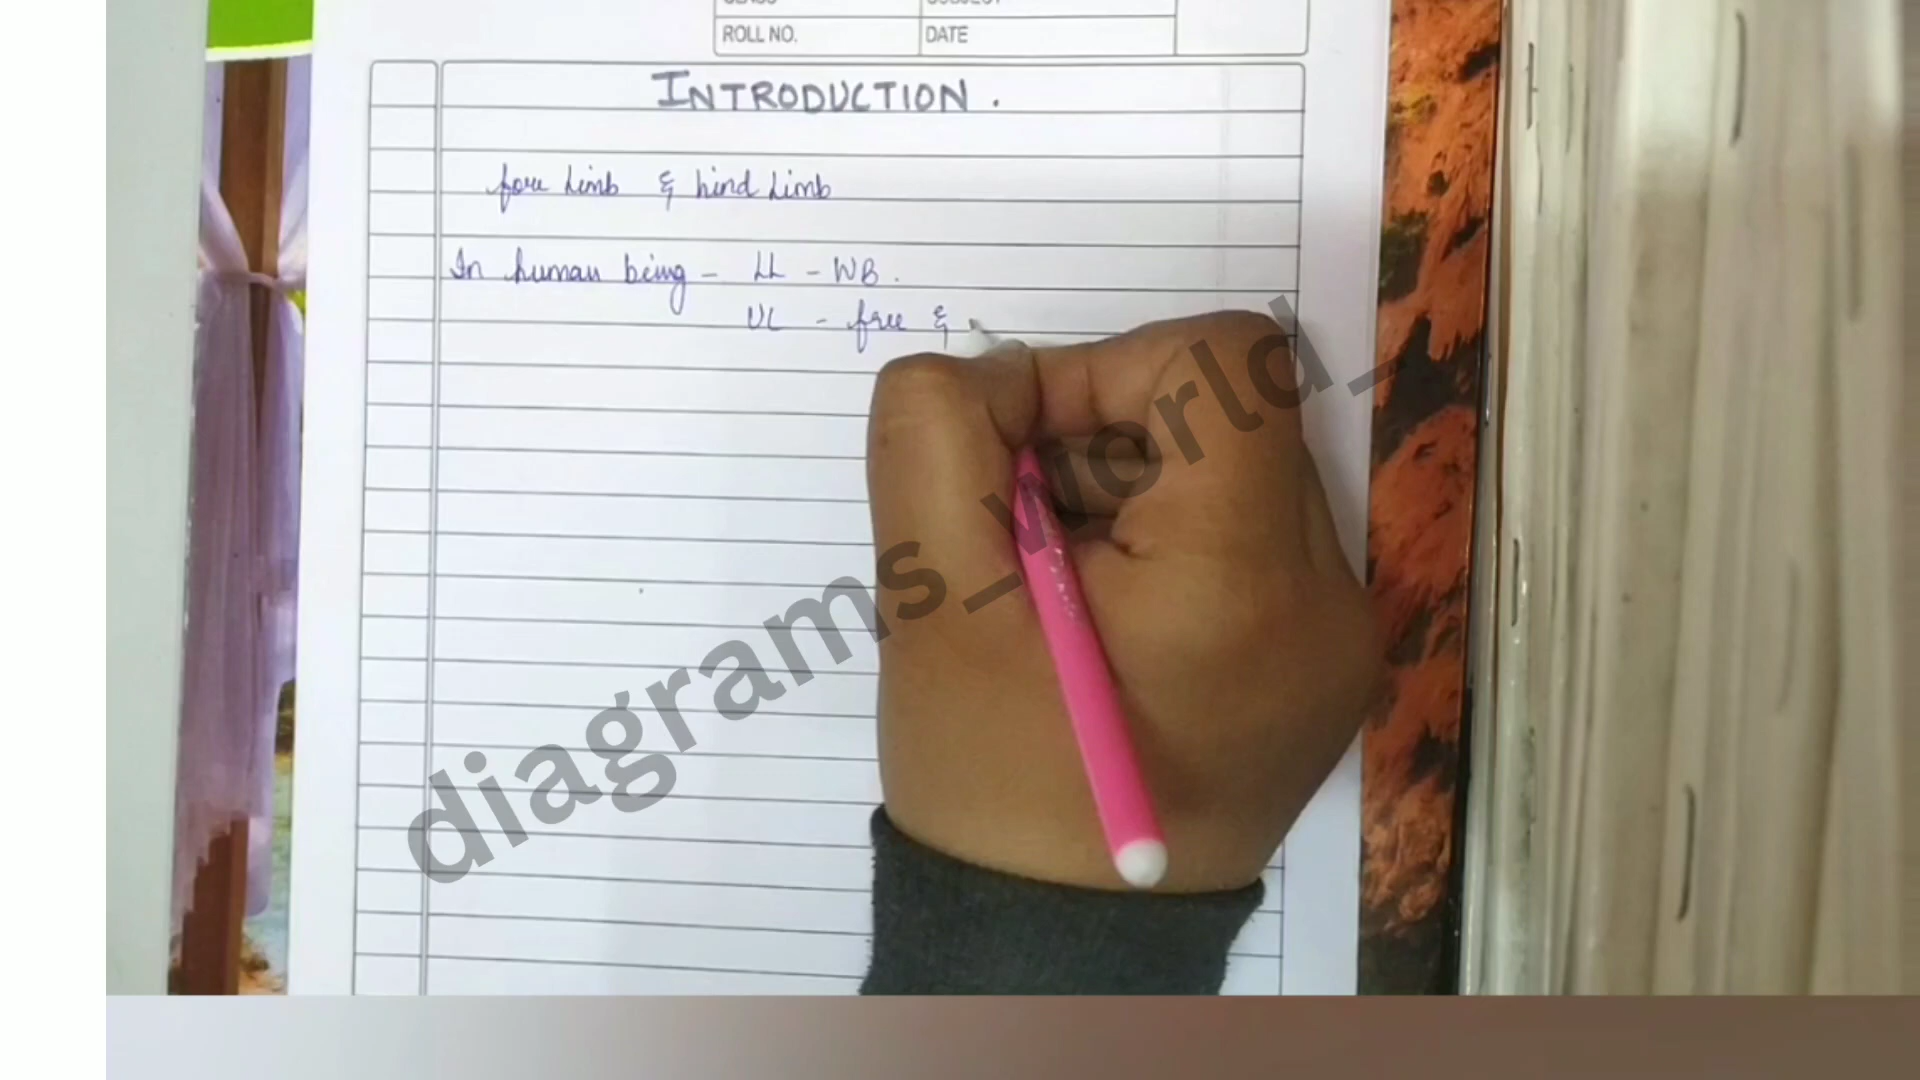 ROLL NO. DATE
INTRODUCTION.
fore Limb & hind Limb
In human being - LL - WB.
UL - free &
diagrams_world_